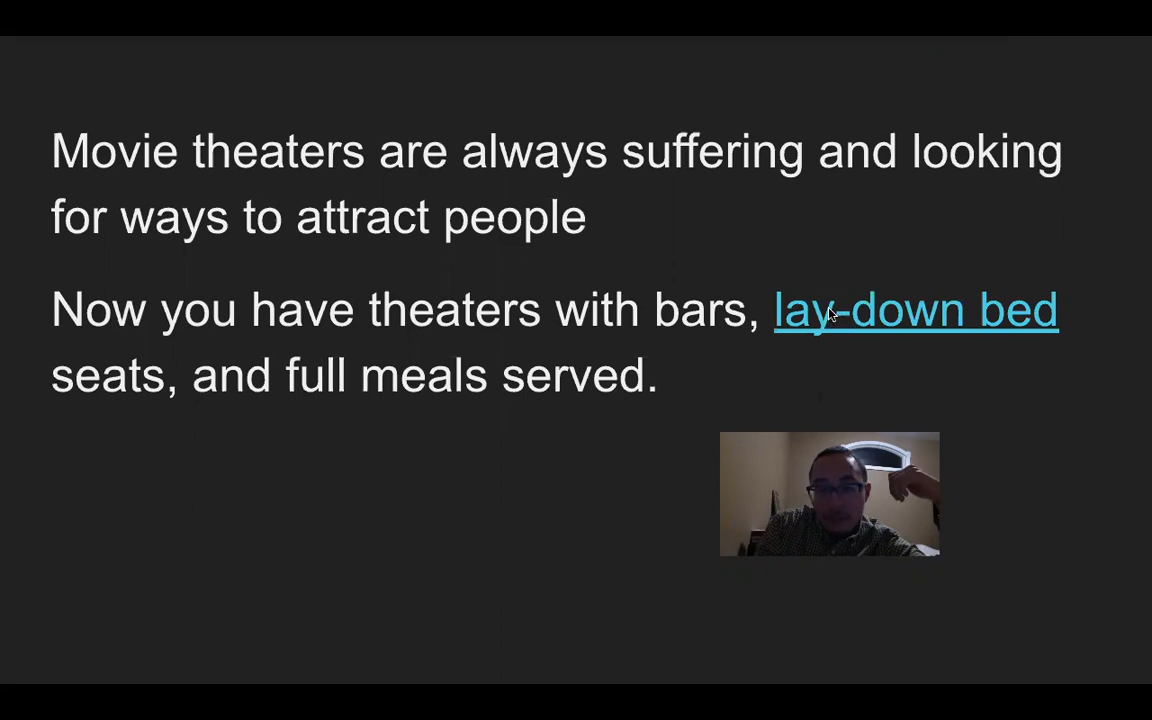 Movie theaters are always suffering and looking
for ways to attract people
Now you have theaters with bars, lay-down bed
seats, and full meals served.